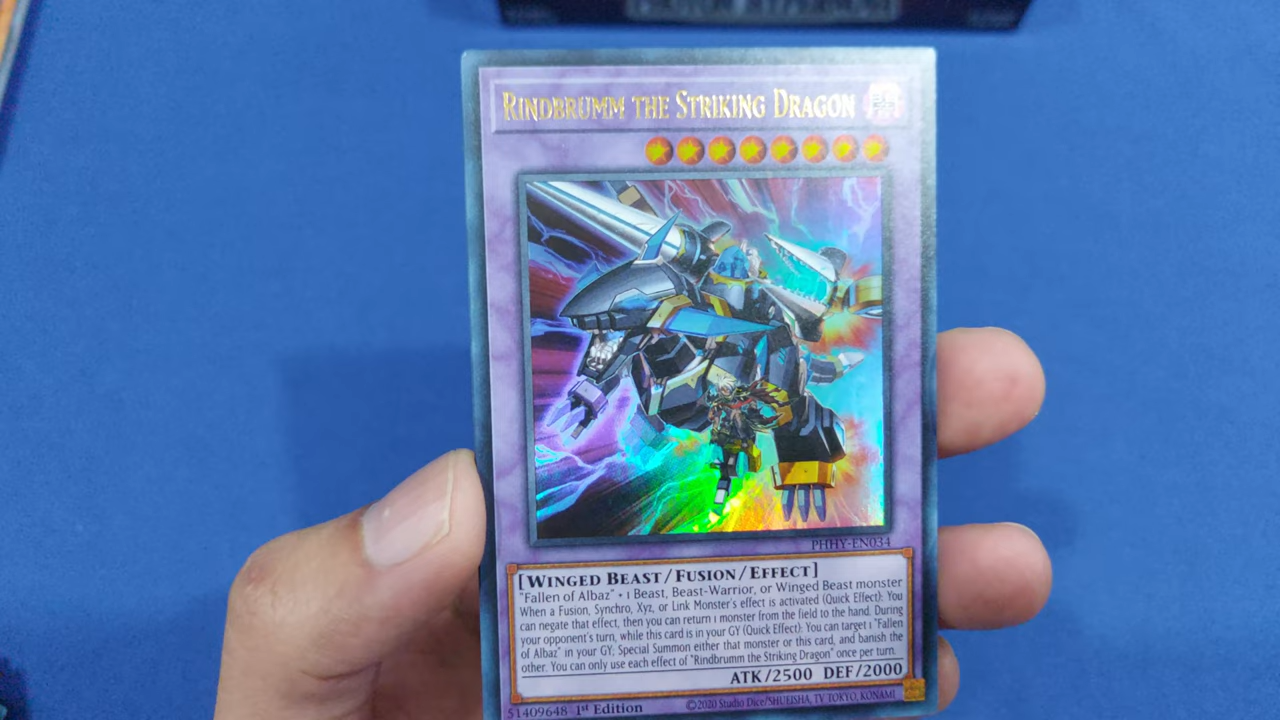 RINDBRUMM THE STRIKING DRAGON
PHHY-EN034
[WINGED BEAST/FUSION/EFFECT]
"Fallen of Albaz" + 1 Beast, Beast-Warrior, or Winged Beast monster
When a Fusion, Synchro, Xyz, or Link Monster's effect is activated (Quick Effect): You
can negate that effect, then you can return 1 monster from the field to the hand. During
your opponent's turn, while this card is in your GY (Quick Effect): You can target 1 "Fallen
of Albaz" in your GY; Special Summon either that monster or this card, and banish the
other. You can only use each effect of "Rindbrumm the Striking Dragon" once per turn.
ATK/2500 DEF/2000
51409648 1st Edition
©2020 Studio Dice/SHUEISHA, TV TOKYO, KONAMI